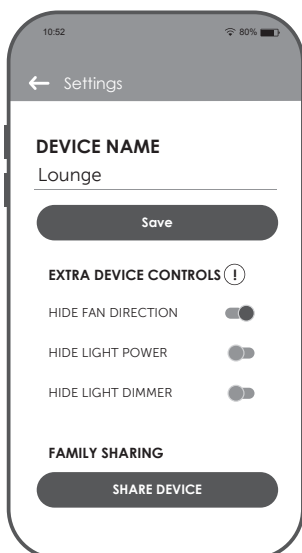 10:52 80%
Settings
DEVICE NAME
Lounge
Save
EXTRA DEVICE CONTROLS !
HIDE FAN DIRECTION
HIDE LIGHT POWER
HIDE LIGHT DIMMER
FAMILY SHARING
SHARE DEVICE